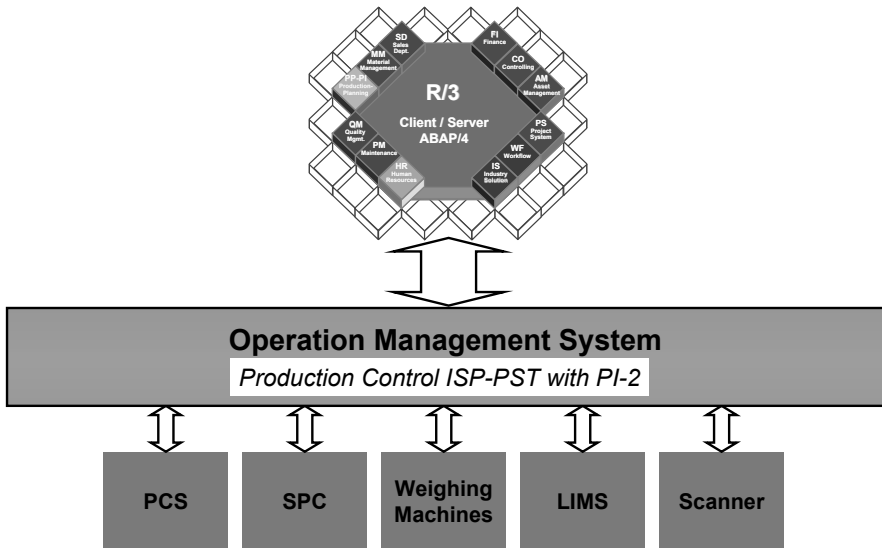 SD
Sales
Dept.
MM
Material
Management
PP-PI
Production-
Planning
FI
Finance
CO
Controlling
AM
Asset
Management
R/3
Client / Server
ABAP/4
QM
Quality
Mgmt.
PM
Maintenance
HR
Human
Resources
PS
Project
System
WF
Workflow
IS
Industry
Solution
Operation Management System
Production Control ISP-PST with PI-2
PCS
SPC
Weighing
Machines
LIMS
Scanner